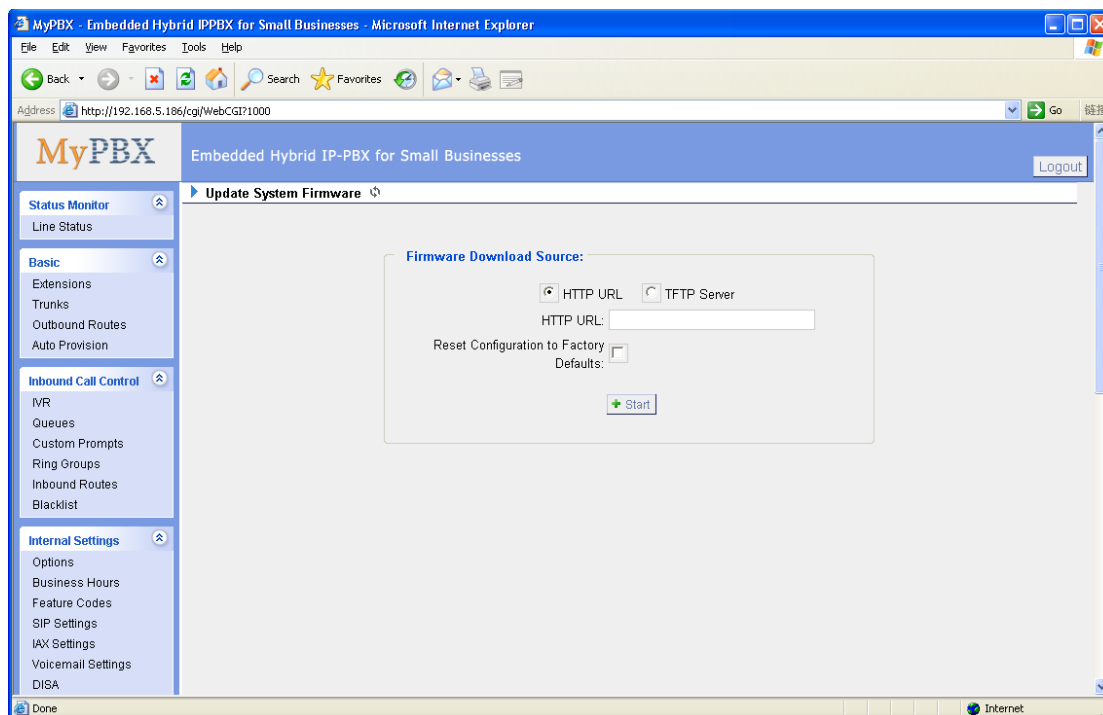 MyPBX - Embedded Hybrid IPPBX for Small Businesses - Microsoft Internet Explorer
File Edit View Favorites Tools Help
Back Search Favorites
Address http://192.168.5.186/cgi/WebCGI?1000 Go 链接
MyPBX
Embedded Hybrid IP-PBX for Small Businesses
Logout
Update System Firmware
Status Monitor
Line Status
Basic
Extensions
Trunks
Outbound Routes
Auto Provision
Inbound Call Control
IVR
Queues
Custom Prompts
Ring Groups
Inbound Routes
Blacklist
Internal Settings
Options
Business Hours
Feature Codes
SIP Settings
IAX Settings
Voicemail Settings
DISA
Firmware Download Source:
HTTP URL TFTP Server
HTTP URL:
Reset Configuration to Factory
Defaults:
Start
Done Internet